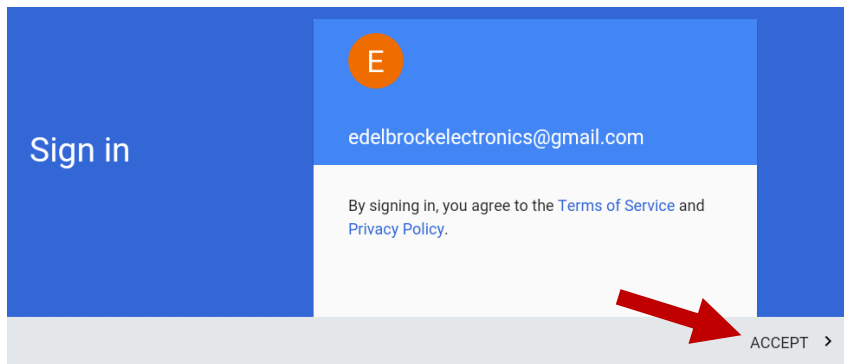 E
edelbrockelectronics@gmail.com
Sign in
By signing in, you agree to the Terms of Service and
Privacy Policy.
ACCEPT